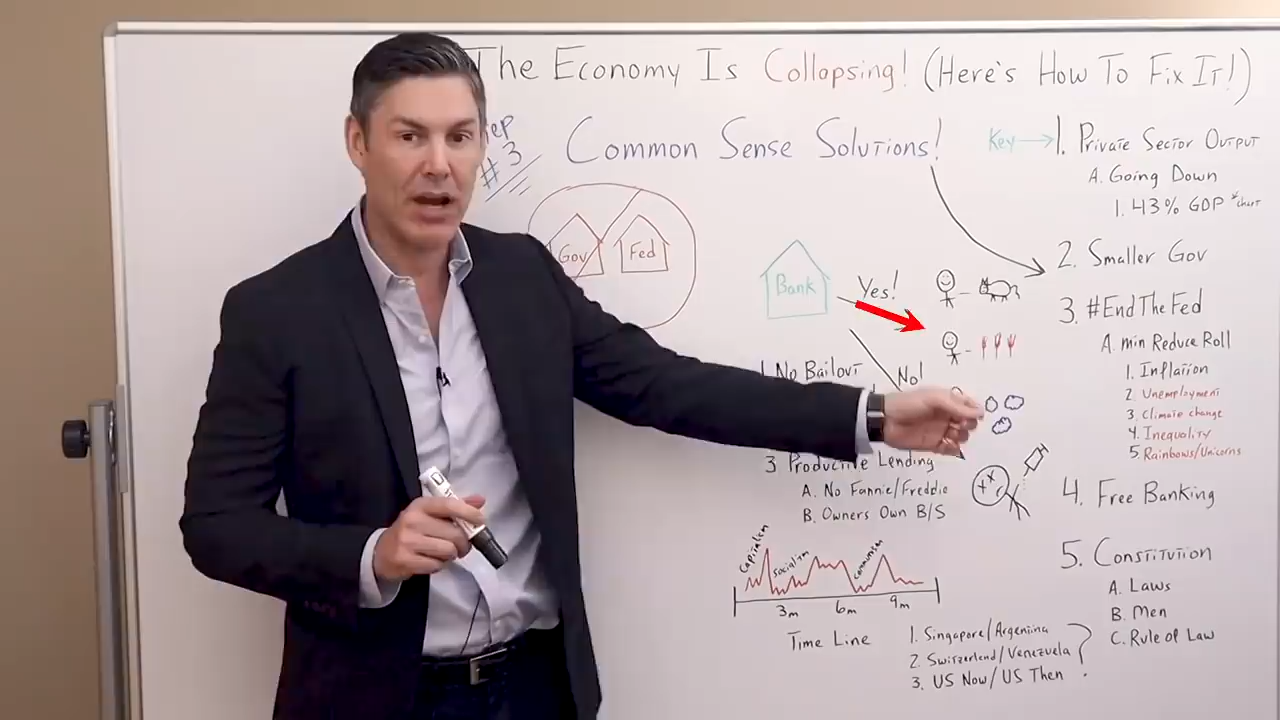 The Economy Is Collapsing! (Here's How To Fix It!)
#3
Common Sense Solutions!
Gov
Fed
Bank
Yes!
No!
1. No Bailout
3 Productive Lending
A. No Fannie/Freddie
B. Owners Own B/S
Capitalism
Socialism
Communism
3m 6m 9m
Time Line
1. Singapore/Argentina
2. Switzerland/Venezuela
3. US Now/US Then
?
Key
1. Private Sector Output
A. Going Down
1. 43% GDP *chart
2. Smaller Gov
3. #EndTheFed
A. min Reduce Roll
1. Inflation
2. Unemployment
3. Climate change
4. Inequality
5 Rainbows/Unicorns
4. Free Banking
5. Constitution
A. Laws
B. Men
C. Rule of Law